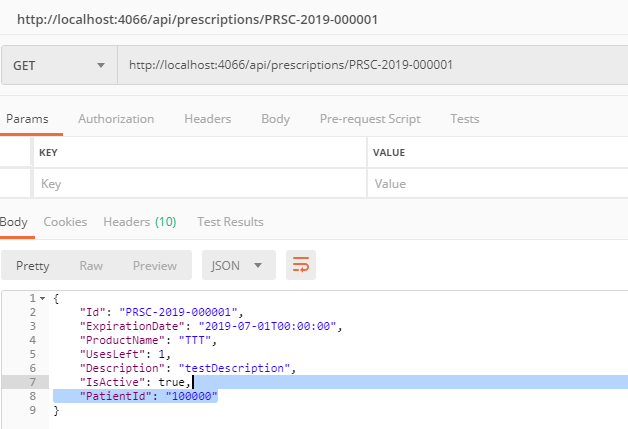 http://localhost:4066/api/prescriptions/PRSC-2019-000001
GET http://localhost:4066/api/prescriptions/PRSC-2019-000001
Params Authorization Headers Body Pre-request Script Tests
KEY VALUE
Key Value
Body Cookies Headers (10) Test Results
Pretty Raw Preview JSON
1 {
2 "Id": "PRSC-2019-000001",
3 "ExpirationDate": "2019-07-01T00:00:00",
4 "ProductName": "TTT",
5 "UsesLeft": 1,
6 "Description": "testDescription",
7 "IsActive": true,
8 "PatientId": "100000"
9 }